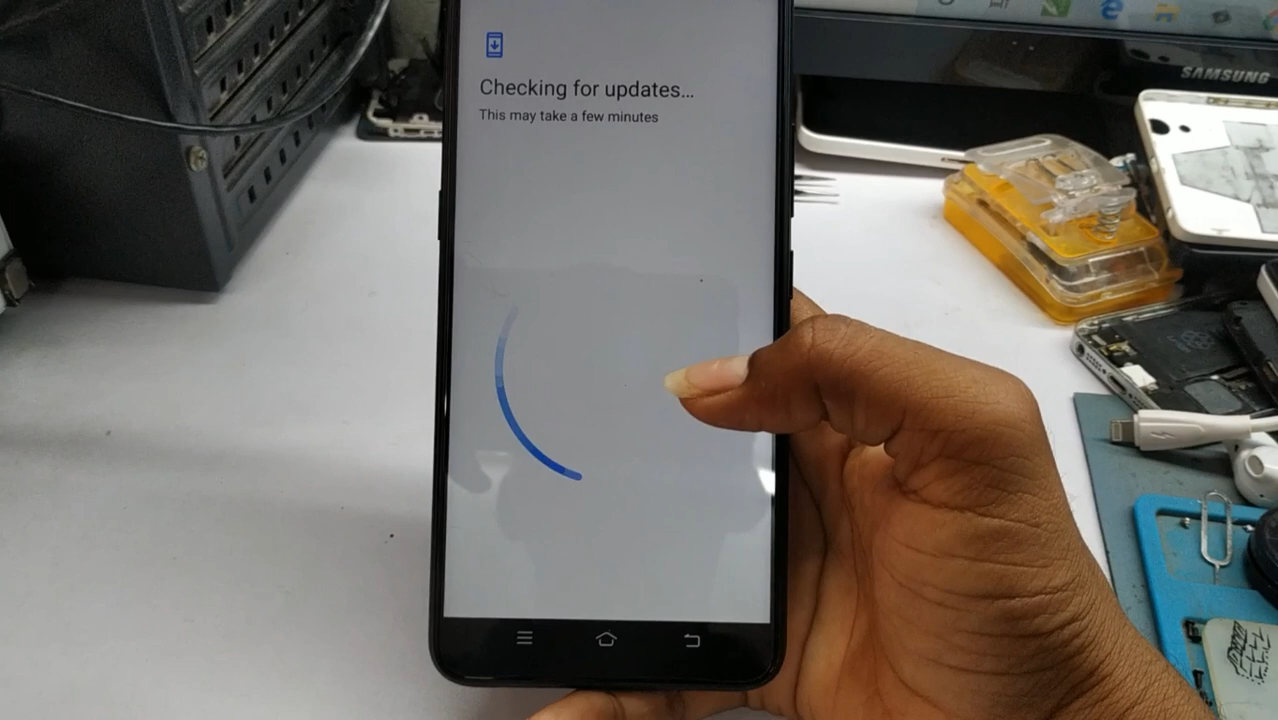 SAMSUNG
Checking for updates…
This may take a few minutes